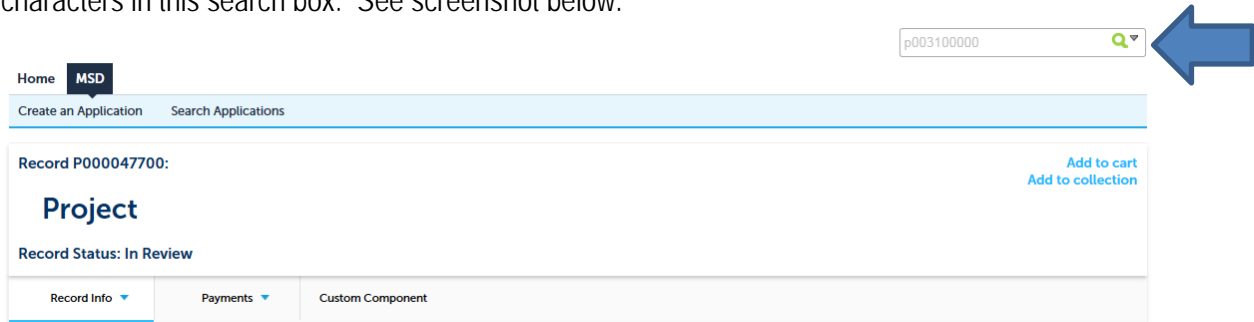 characters in this search box. See screenshot below.
p003100000
Home MSD
Create an Application Search Applications
Record P000047700:
Add to cart
Add to collection
Project
Record Status: In Review
Record Info Payments Custom Component